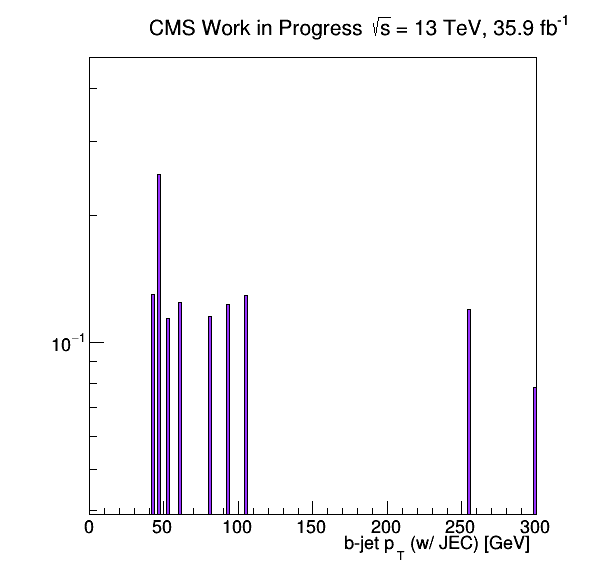 CMS Work in Progress √s = 13 TeV, 35.9 fb⁻¹
10⁻¹
0 50 100 150 200 250 300
b-jet p_T (w/ JEC) [GeV]